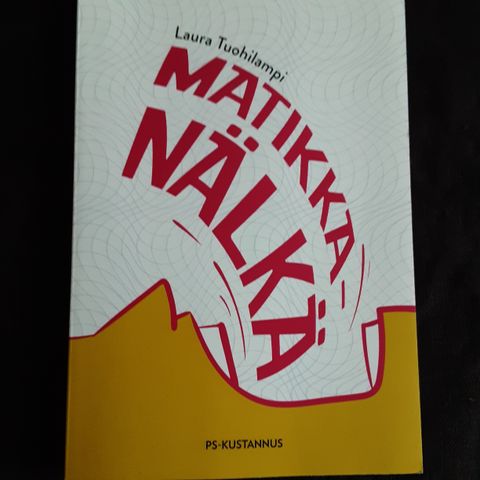 Laura Tuohilampi
MATIKKA-
NÄLKÄ
PS-KUSTANNUS